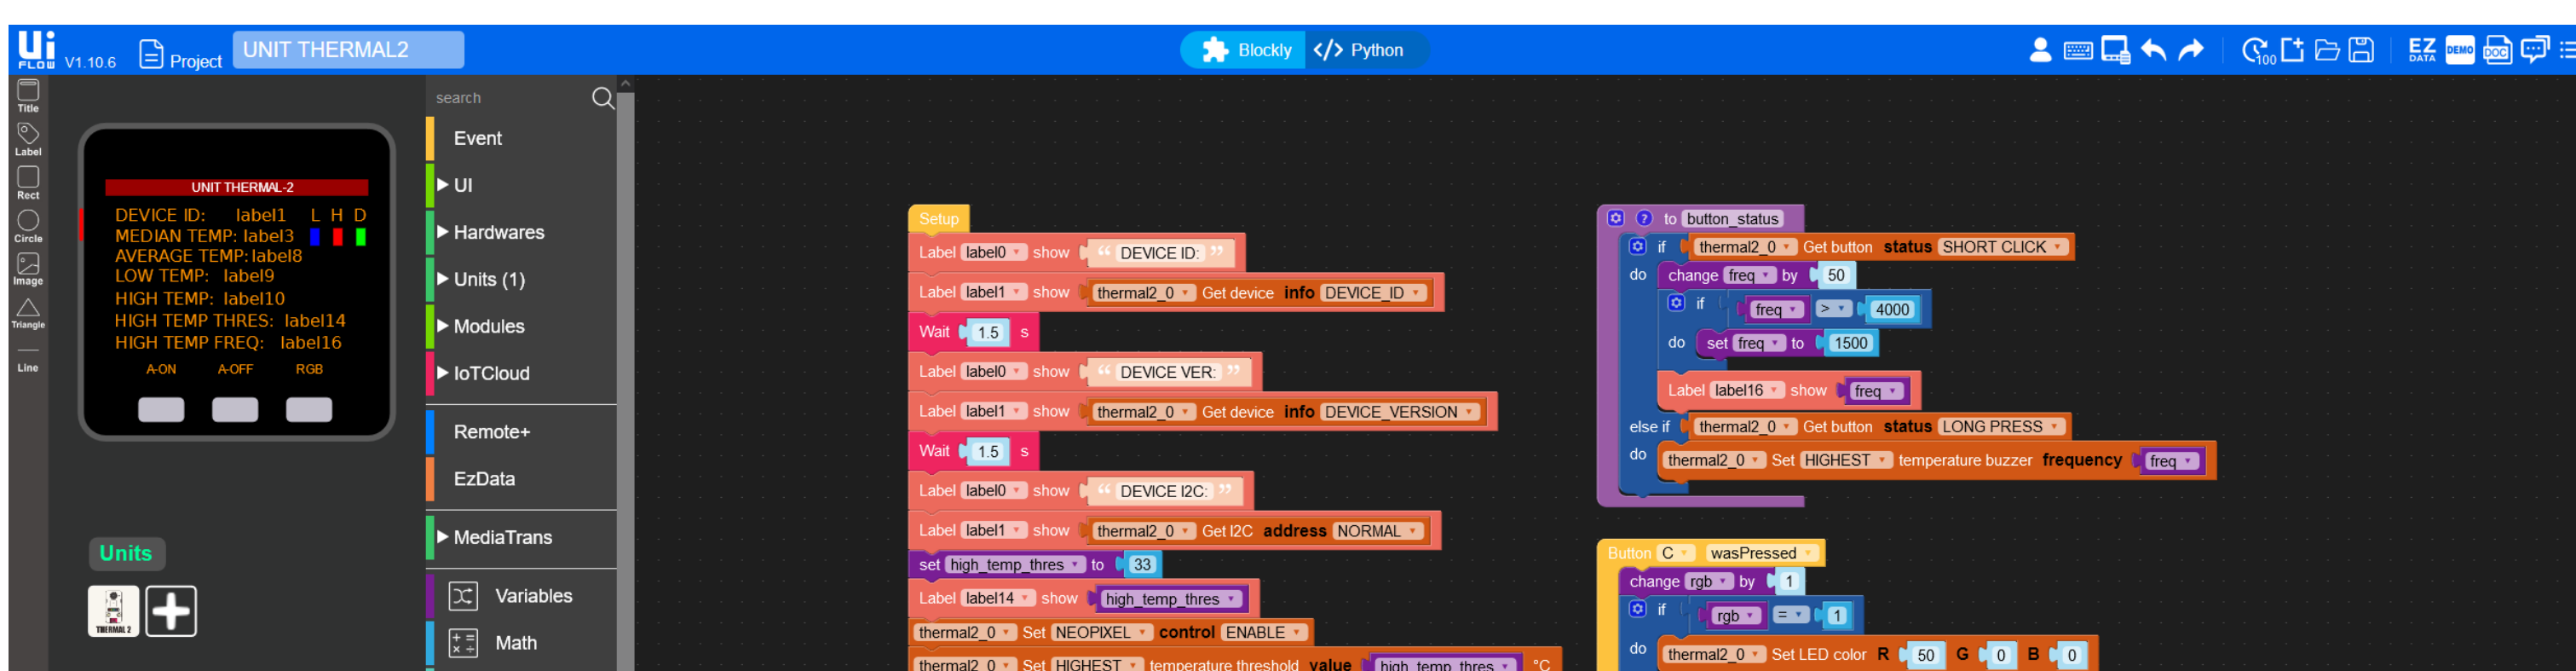 Ui FLOW V1.10.6 Project UNIT THERMAL2 Blockly </> Python 100 EZ DATA DEMO DOC
Title
Label
Rect
Circle
Image
Triangle
Line
UNIT THERMAL-2
DEVICE ID: label1 L H D
MEDIAN TEMP: label3
AVERAGE TEMP: label8
LOW TEMP: label9
HIGH TEMP: label10
HIGH TEMP THRES: label14
HIGH TEMP FREQ: label16
A-ON A-OFF RGB
Units
THERMAL 2
search
Event
UI
Hardwares
Units (1)
Modules
IoTCloud
Remote+
EzData
MediaTrans
Variables
Math
Setup
Label label0 show “ DEVICE ID: ”
Label label1 show thermal2_0 Get device info DEVICE_ID
Wait 1.5 s
Label label0 show “ DEVICE VER: ”
Label label1 show thermal2_0 Get device info DEVICE_VERSION
Wait 1.5 s
Label label0 show “ DEVICE I2C: ”
Label label1 show thermal2_0 Get I2C address NORMAL
set high_temp_thres to 33
Label label14 show high_temp_thres
thermal2_0 Set NEOPIXEL control ENABLE
thermal2_0 Set HIGHEST temperature threshold value high_temp_thres °C
? to button_status
if thermal2_0 Get button status SHORT CLICK
do change freq by 50
if freq > 4000
do set freq to 1500
Label label16 show freq
else if thermal2_0 Get button status LONG PRESS
do thermal2_0 Set HIGHEST temperature buzzer frequency freq
Button C wasPressed
change rgb by 1
if rgb = 1
do thermal2_0 Set LED color R 50 G 0 B 0